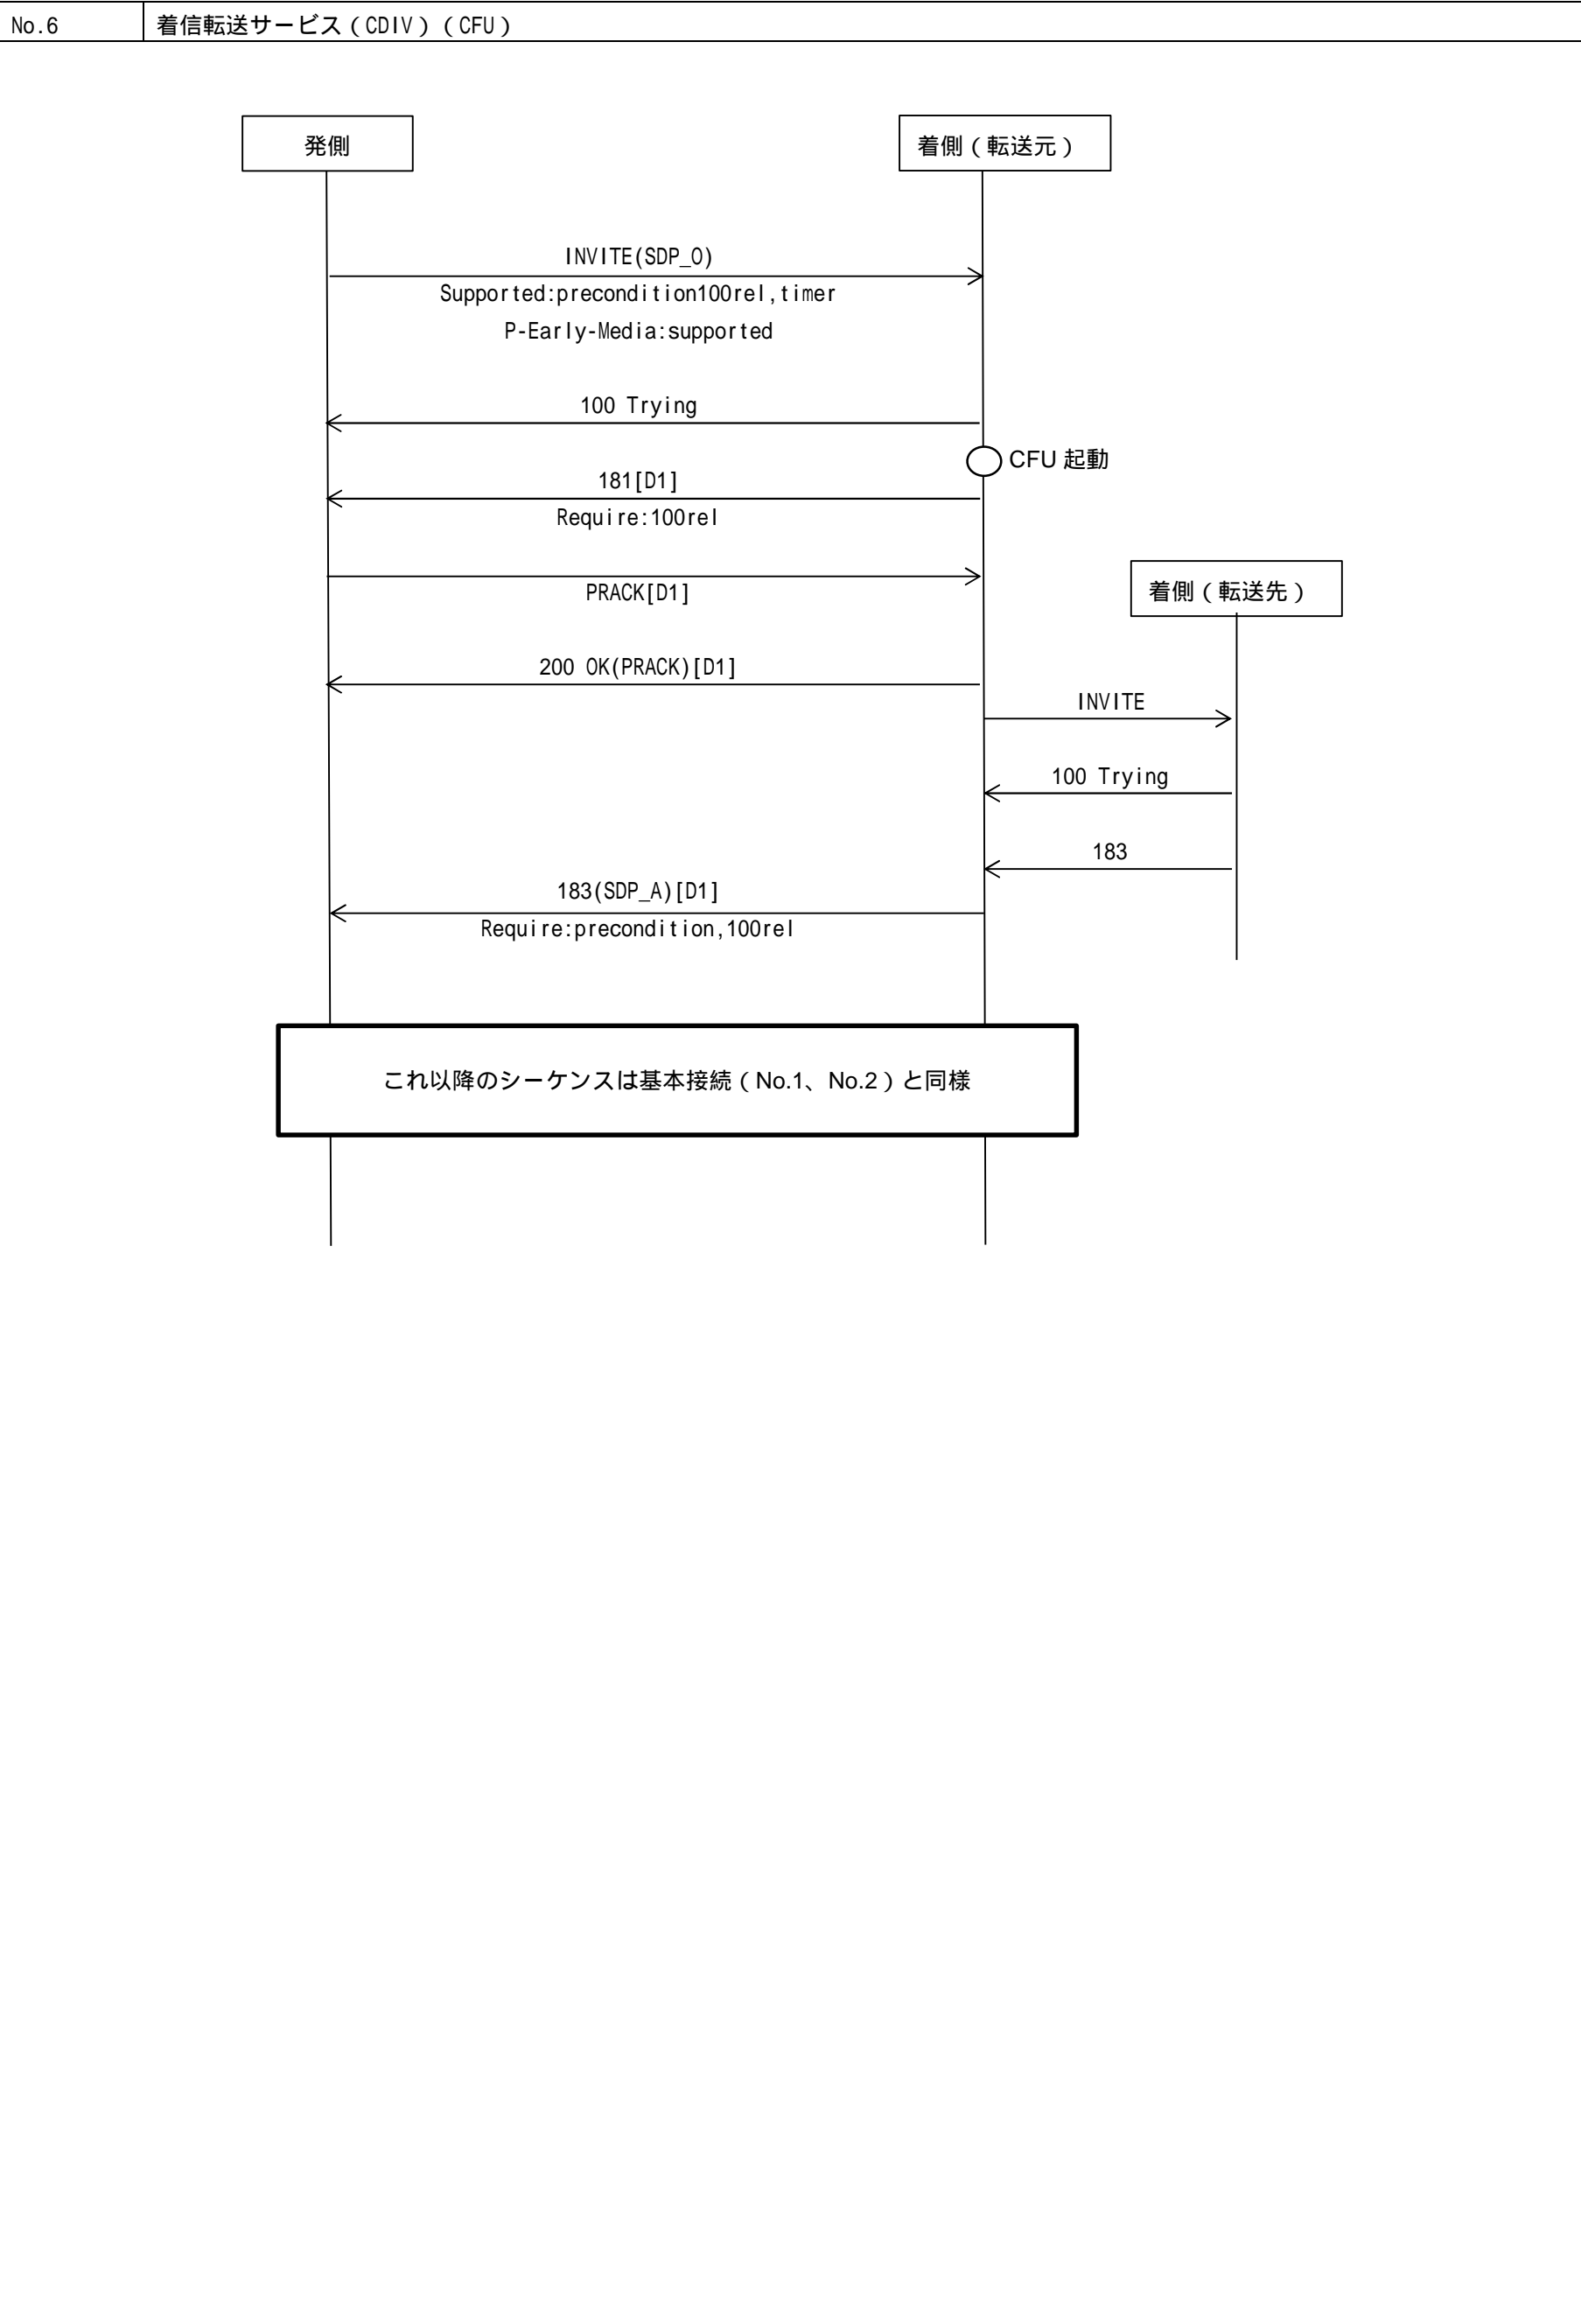 No.6 着信転送サービス(CDIV)(CFU)
発側 着側(転送元)
INVITE(SDP_O)
Supported:precondition100rel,timer
P-Early-Media:supported
100 Trying
CFU 起動
181[D1]
Require:100rel
PRACK[D1]
着側(転送先)
200 OK(PRACK)[D1]
INVITE
100 Trying
183
183(SDP_A)[D1]
Require:precondition,100rel
これ以降のシーケンスは基本接続(No.1、No.2)と同様